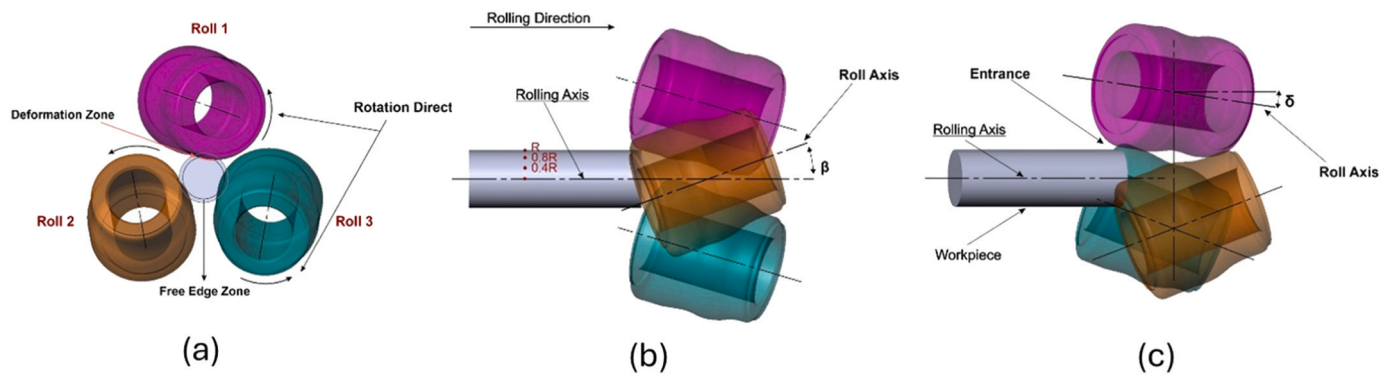 Roll 1
Deformation Zone
Rotation Direct
Roll 2
Roll 3
Free Edge Zone
(a)
Rolling Direction
Roll Axis
Rolling Axis
R
0.8R
0.4R
β
(b)
Entrance
δ
Rolling Axis
Roll Axis
Workpiece
(c)